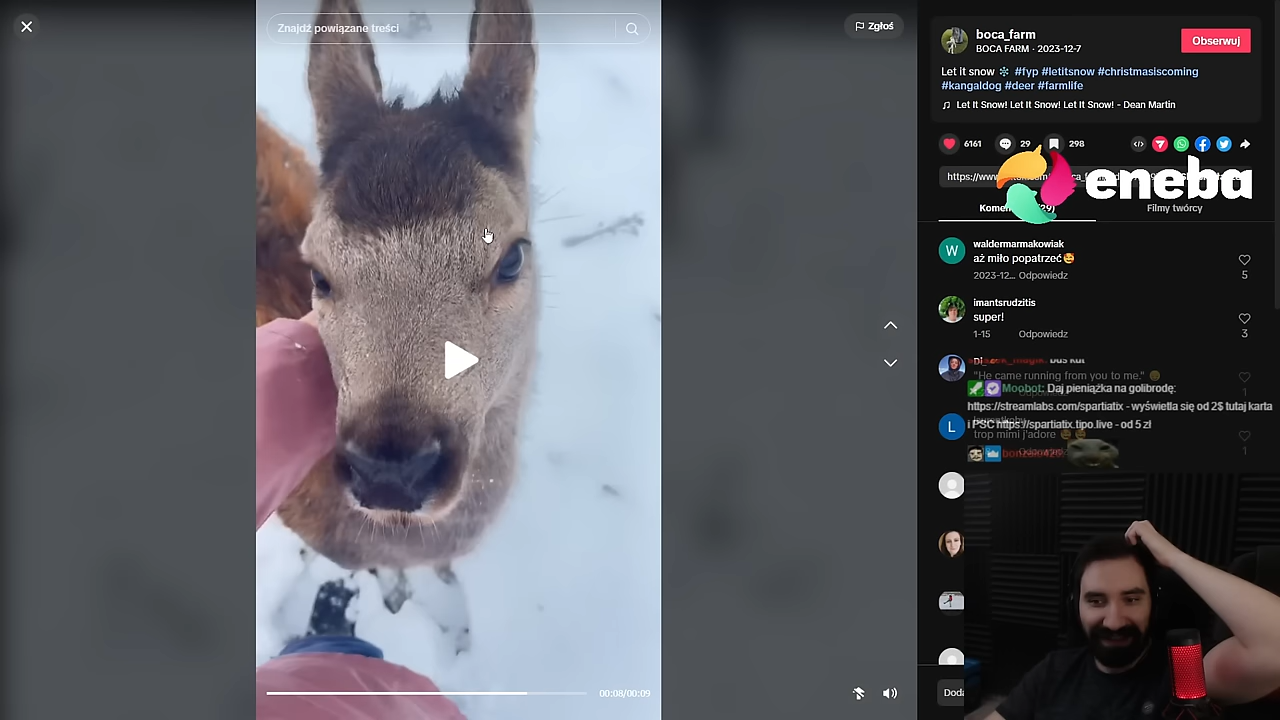 Znajdź powiązane treści
Zgłoś
00:08/00:09
boca_farm
BOCA FARM · 2023-12-7
Obserwuj
Let it snow ❄️ #fyp #letitsnow #christmasiscoming
#kangaldog #deer #farmlife
Let It Snow! Let It Snow! Let It Snow! - Dean Martin
6161
29
298
eneba
Filmy twórcy
waldermarmakowiak
aż miło popatrzeć🥰
2023-12... Odpowiedz
5
imantsrudzitis
super!
1-15 Odpowiedz
3
"He came running from you to me."
Moobot: Daj pieniążka na golibrodę:
1
https://streamlabs.com/spartiatix - wyświetla się od 2$ tutaj karta
i PSC https://spartiatix.tipo.live - od 5 zł
trop mimi j'adore
1
W
L